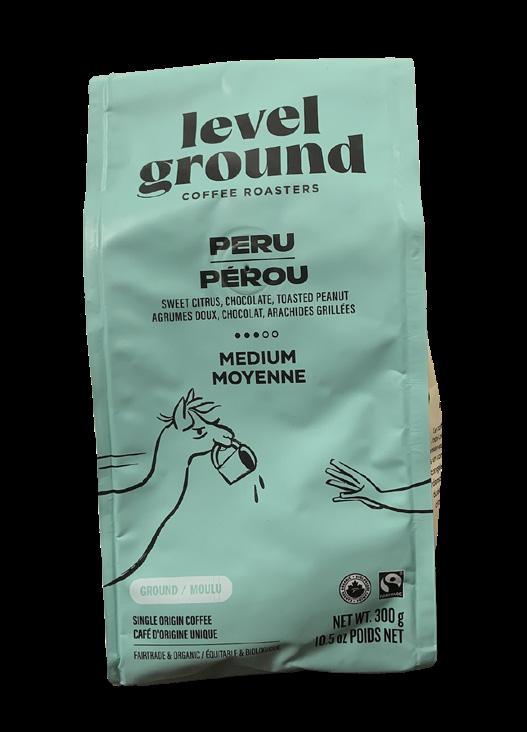 level
ground
COFFEE ROASTERS
PERU
PÉROU
SWEET CITRUS, CHOCOLATE, TOASTED PEANUT
AGRUMES DOUX, CHOCOLAT, ARACHIDES GRILLÉES
MEDIUM
MOYENNE
GROUND / MOULU
SINGLE ORIGIN COFFEE
CAFÉ D'ORIGINE UNIQUE
FAIRTRADE & ORGANIC / ÉQUITABLE & BIOLOGIQUE
FAIRTRADE
NET WT. 300 g
10.5 oz POIDS NET